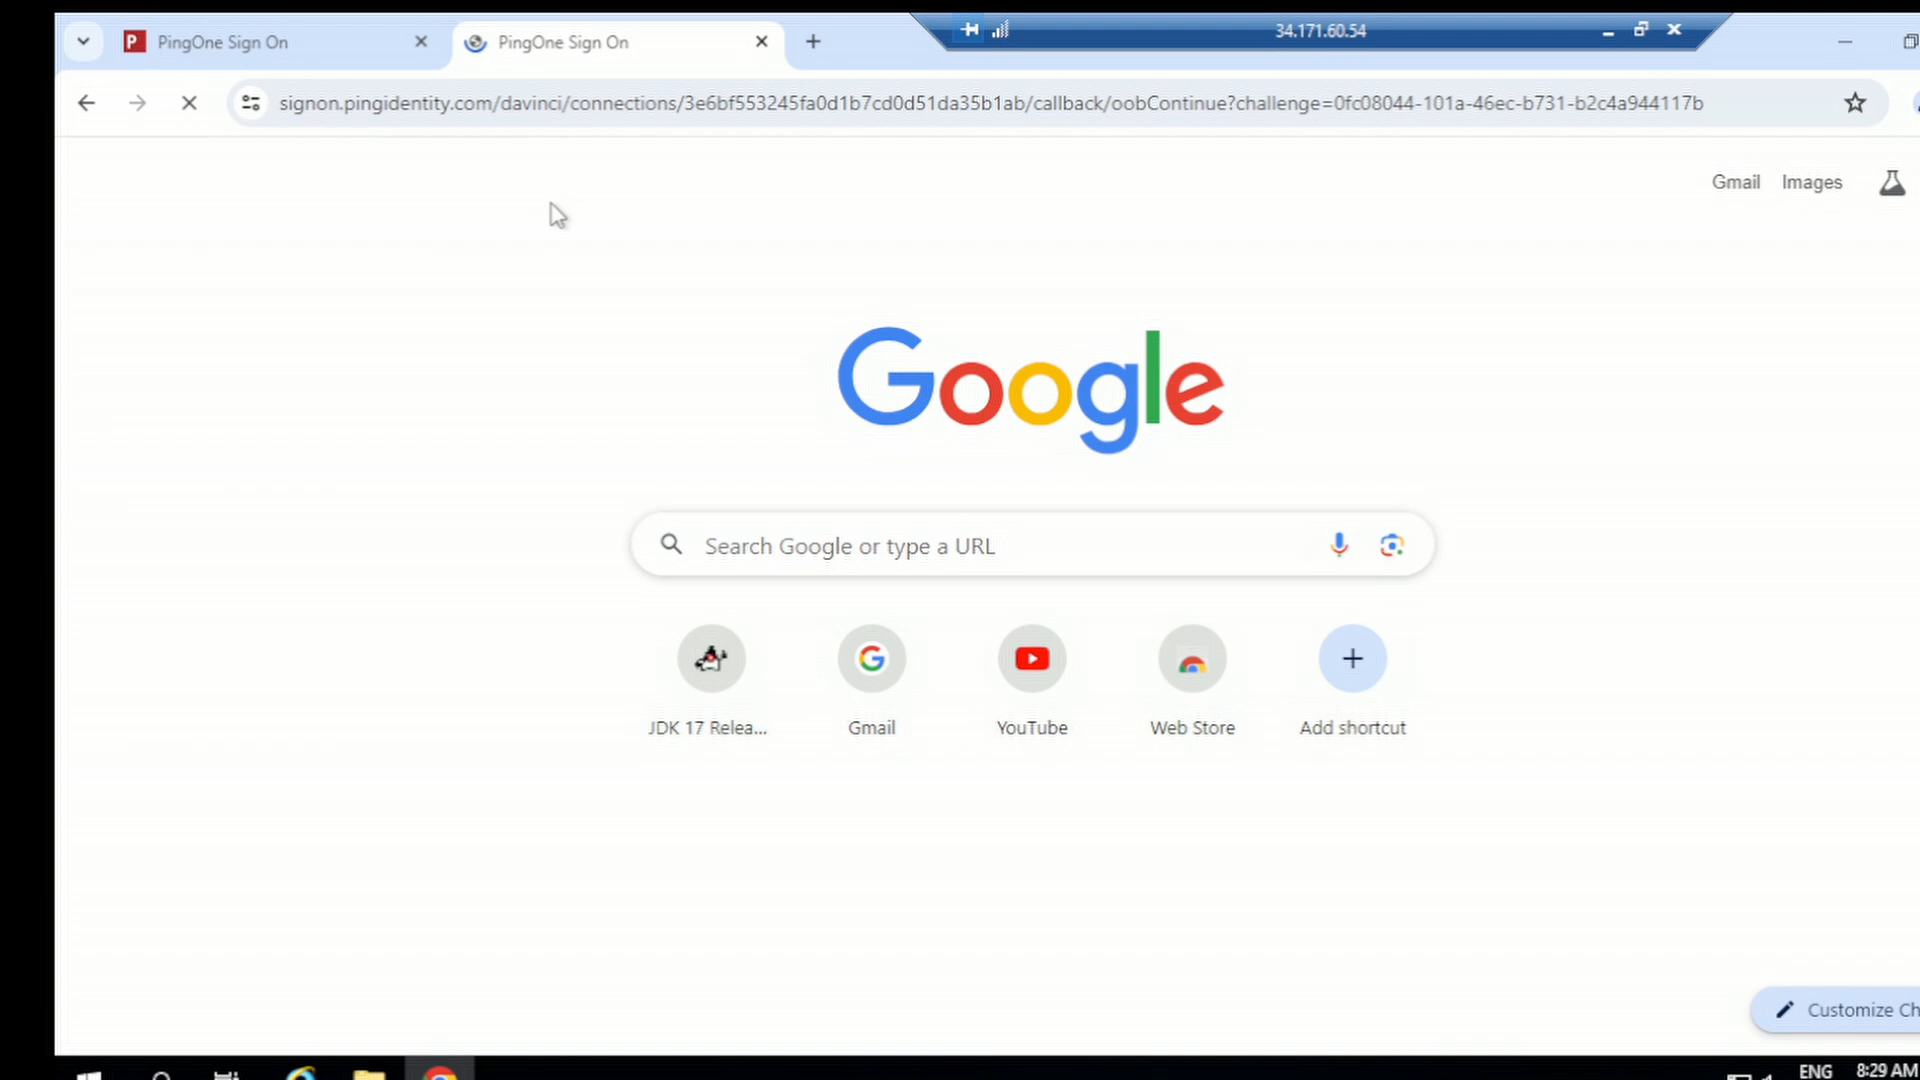 PingOne Sign On
PingOne Sign On
34.171.60.54
signon.pingidentity.com/davinci/connections/3e6bf553245fa0d1b7cd0d51da35b1ab/callback/oobContinue?challenge=0fc08044-101a-46ec-b731-b2c4a944117b
Gmail Images
Google
Search Google or type a URL
JDK 17 Relea... Gmail YouTube Web Store Add shortcut
Customize Ch
ENG 8:29 AM